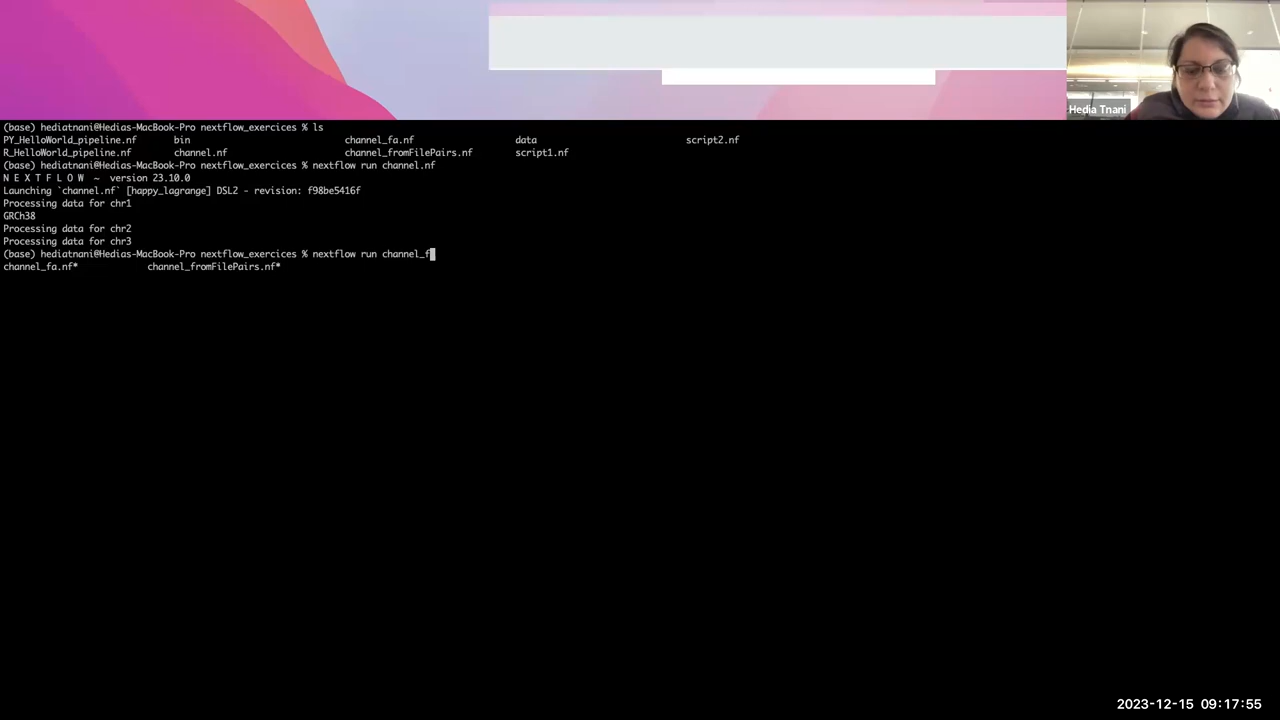 Hedia Tnani
(base) hediatnani@Hedias-MacBook-Pro nextflow_exercices % ls
PY_HelloWorld_pipeline.nf bin channel_fa.nf data script2.nf
R_HelloWorld_pipeline.nf channel.nf channel_fromFilePairs.nf script1.nf
(base) hediatnani@Hedias-MacBook-Pro nextflow_exercices % nextflow run channel.nf
N E X T F L O W ~ version 23.10.0
Launching `channel.nf` [happy_lagrange] DSL2 - revision: f98be5416f
Processing data for chr1
GRCh38
Processing data for chr2
Processing data for chr3
(base) hediatnani@Hedias-MacBook-Pro nextflow_exercices % nextflow run channel_f
channel_fa.nf* channel_fromFilePairs.nf*
2023-12-15 09:17:55